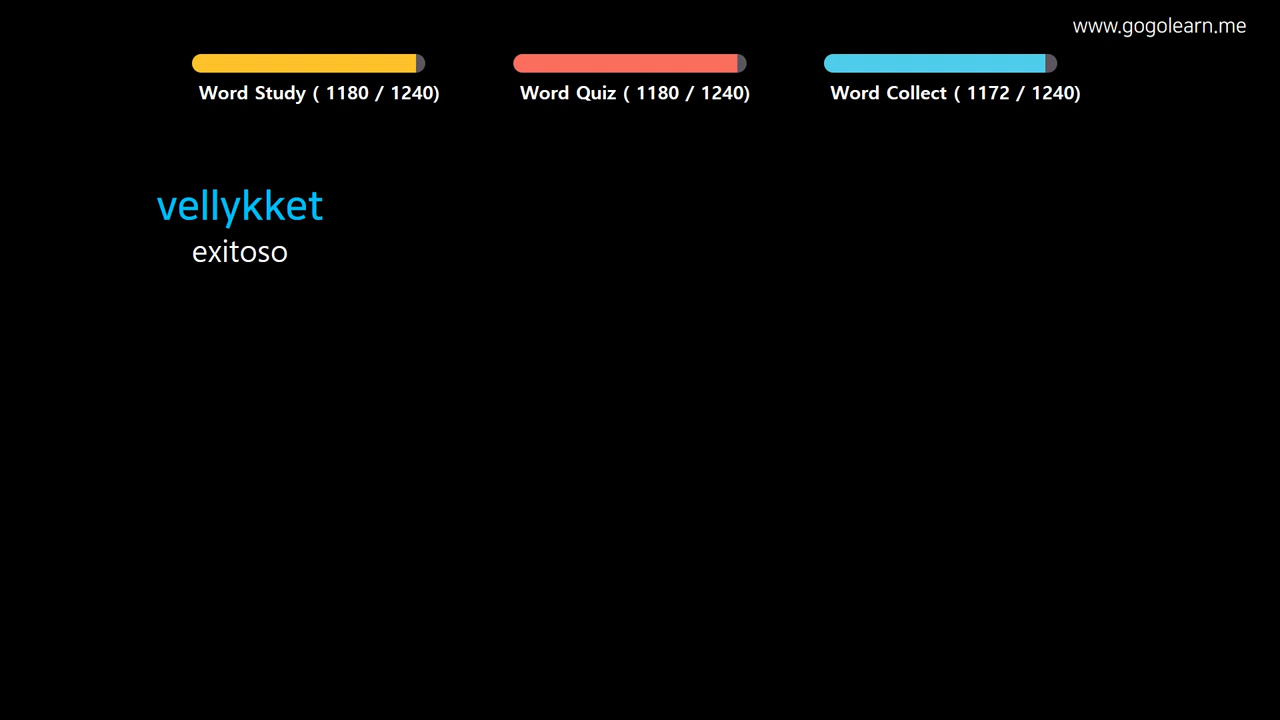 www.gogolearn.me
Word Study ( 1180 / 1240)
Word Quiz ( 1180 / 1240)
Word Collect ( 1172 / 1240)
vellykket
exitoso